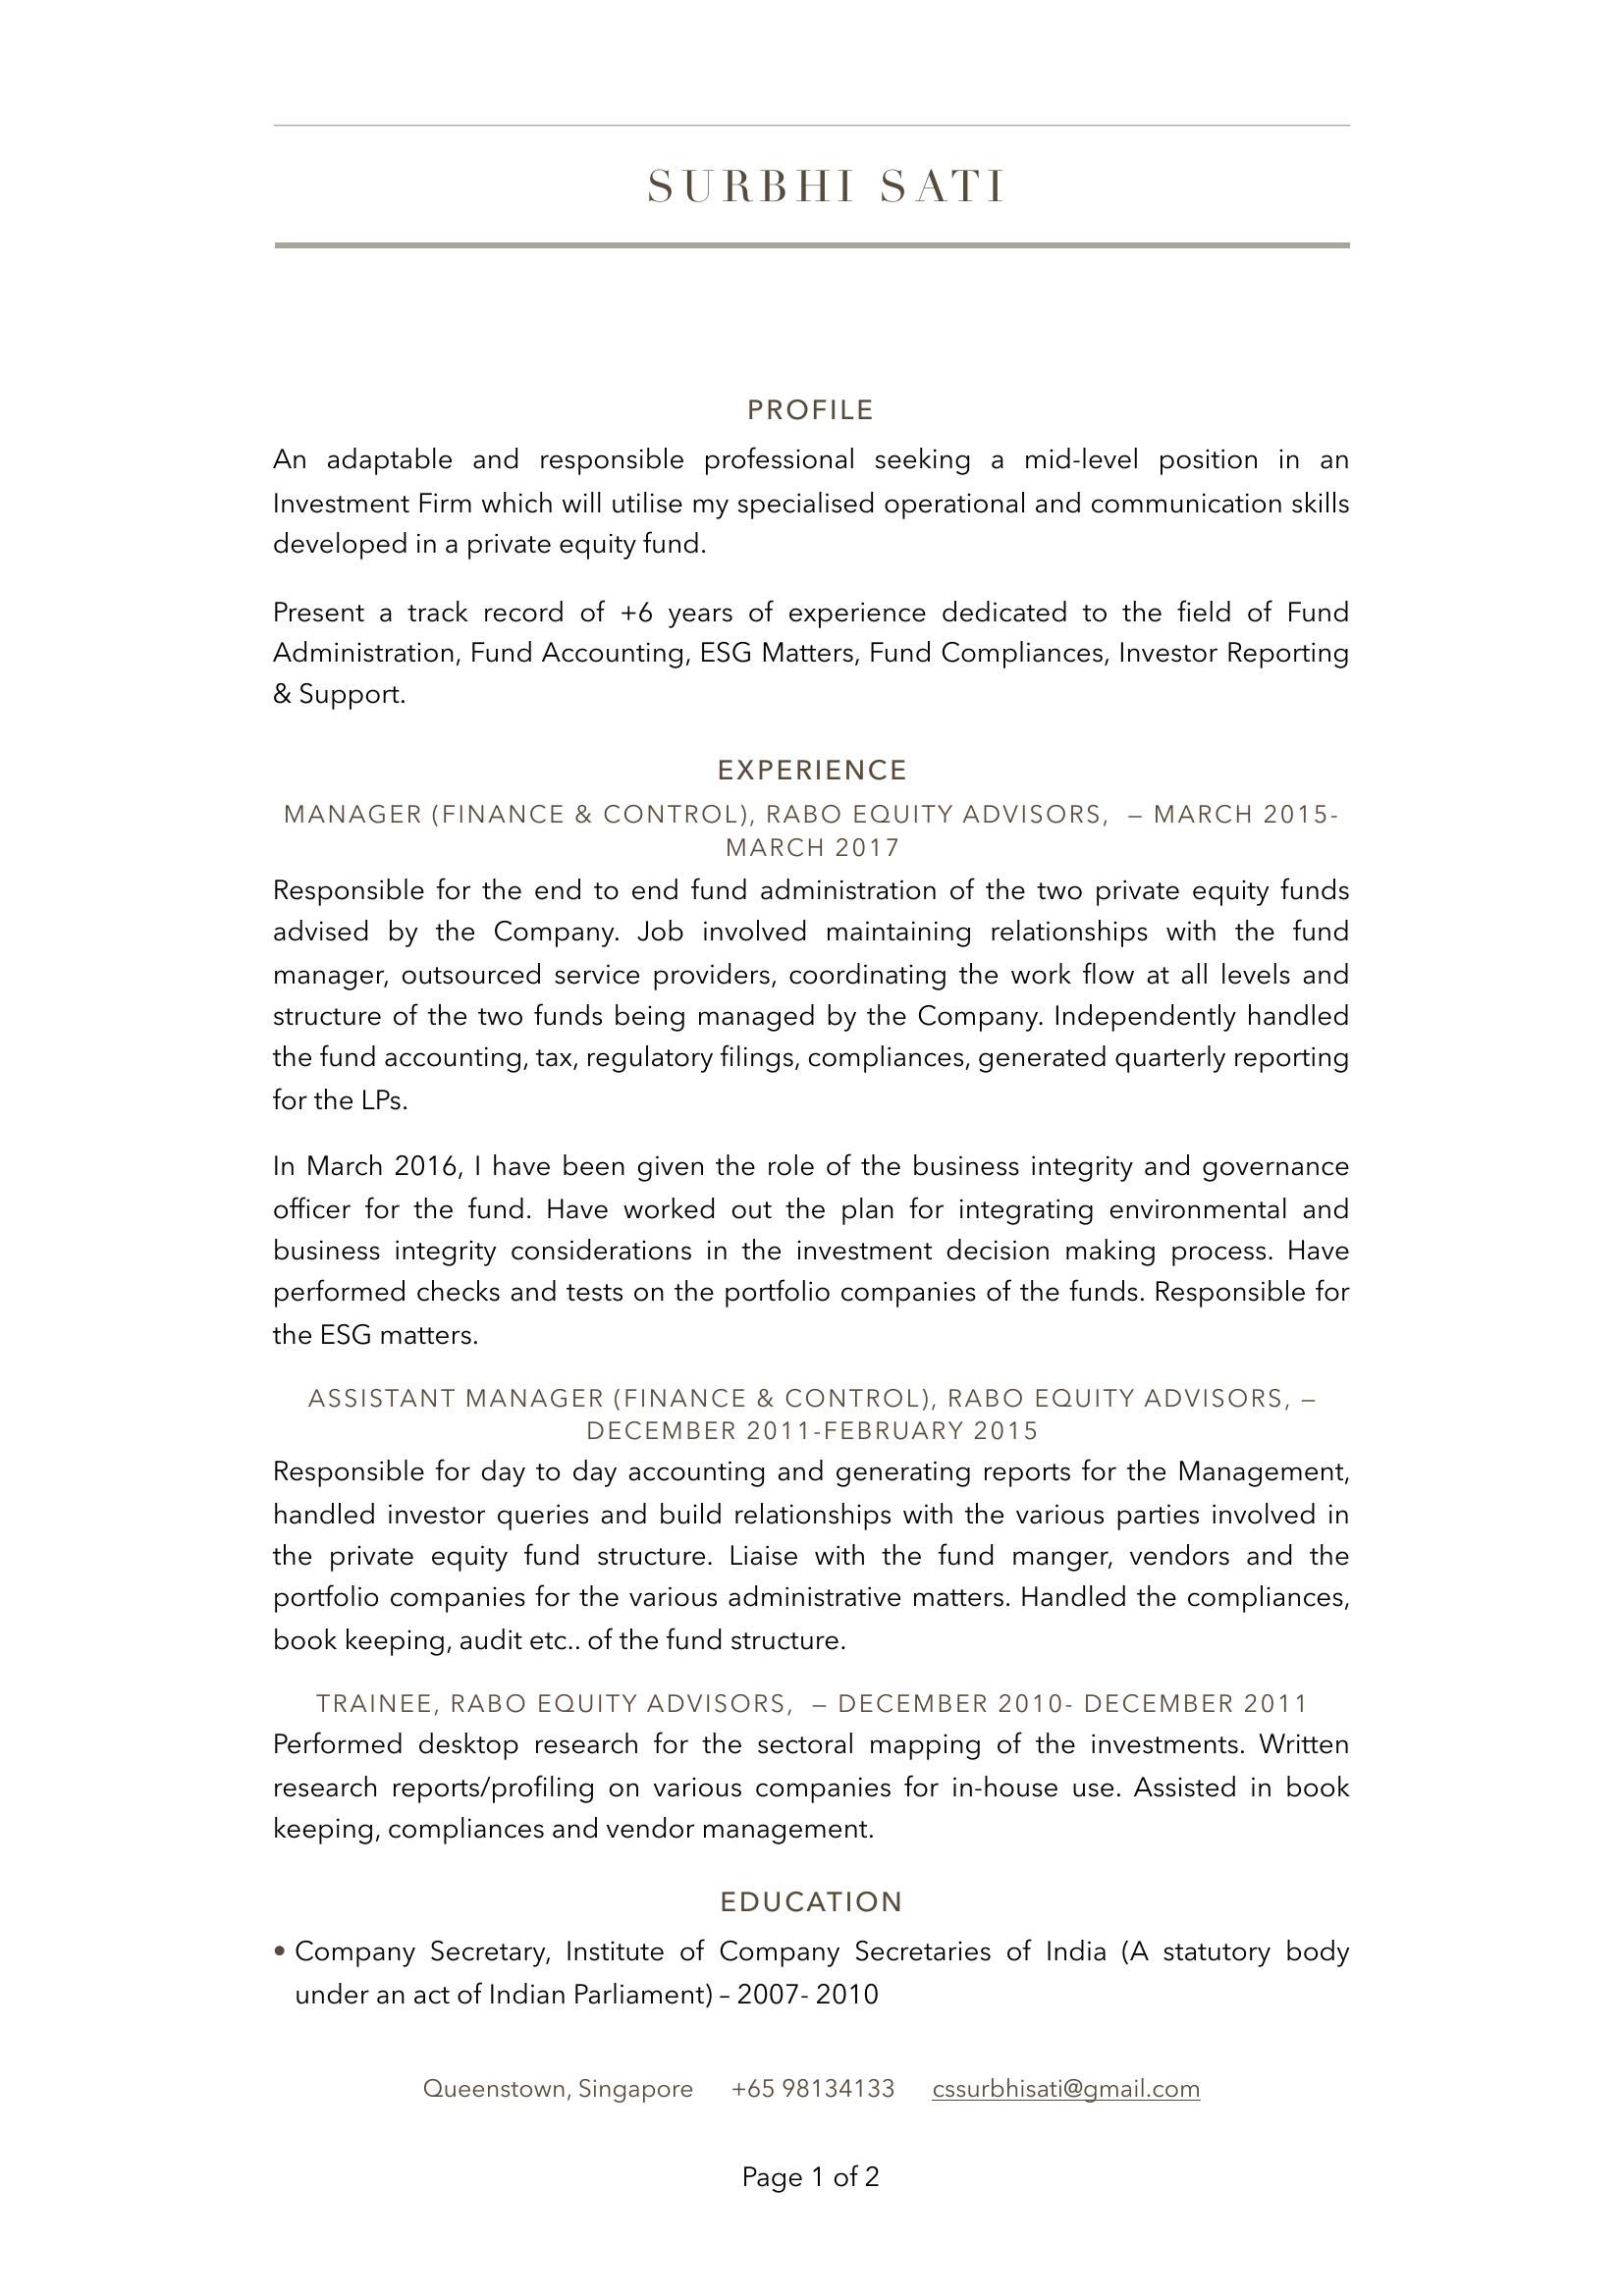 SURBHI SATI
PROFILE
An adaptable and responsible professional seeking a mid-level position in an
Investment Firm which will utilise my specialised operational and communication skills
developed in a private equity fund.
Present a track record of +6 years of experience dedicated to the field of Fund
Administration, Fund Accounting, ESG Matters, Fund Compliances, Investor Reporting
& Support.
EXPERIENCE
MANAGER (FINANCE & CONTROL), RABO EQUITY ADVISORS,  – MARCH 2015-
MARCH 2017
Responsible for the end to end fund administration of the two private equity funds
advised by the Company. Job involved maintaining relationships with the fund
manager, outsourced service providers, coordinating the work flow at all levels and
structure of the two funds being managed by the Company. Independently handled
the fund accounting, tax, regulatory filings, compliances, generated quarterly reporting
for the LPs.
In March 2016, I have been given the role of the business integrity and governance
officer for the fund. Have worked out the plan for integrating environmental and
business integrity considerations in the investment decision making process. Have
performed checks and tests on the portfolio companies of the funds. Responsible for
the ESG matters.
ASSISTANT MANAGER (FINANCE & CONTROL), RABO EQUITY ADVISORS, –
DECEMBER 2011-FEBRUARY 2015
Responsible for day to day accounting and generating reports for the Management,
handled investor queries and build relationships with the various parties involved in
the private equity fund structure. Liaise with the fund manger, vendors and the
portfolio companies for the various administrative matters. Handled the compliances,
book keeping, audit etc.. of the fund structure.
TRAINEE, RABO EQUITY ADVISORS,  – DECEMBER 2010- DECEMBER 2011
Performed desktop research for the sectoral mapping of the investments. Written
research reports/profiling on various companies for in-house use. Assisted in book
keeping, compliances and vendor management.
EDUCATION
• Company Secretary, Institute of Company Secretaries of India (A statutory body
under an act of Indian Parliament) – 2007- 2010
Queenstown, Singapore +65 98134133 cssurbhisati@gmail.com
Page 1 of 2